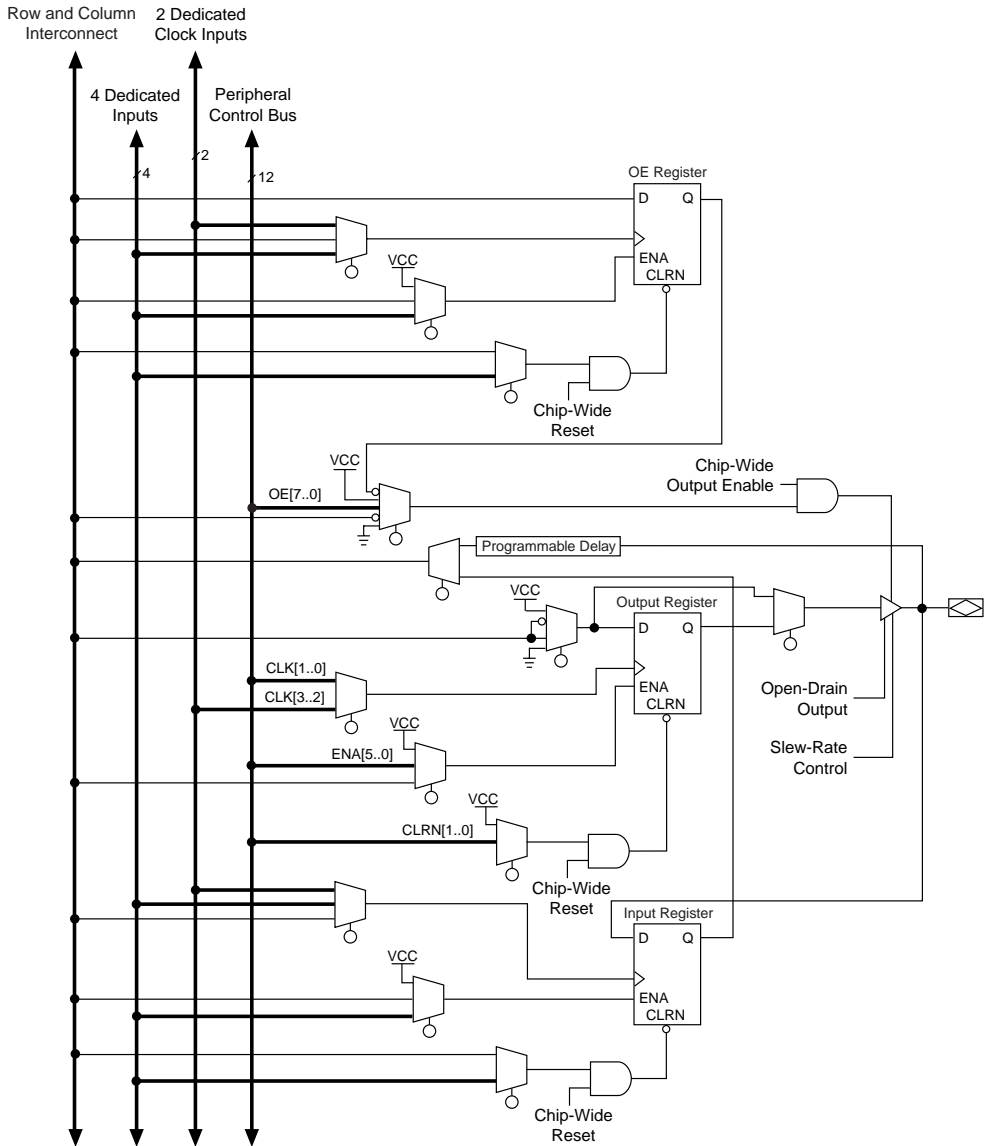 Row and Column
Interconnect
2 Dedicated
Clock Inputs
4 Dedicated
Inputs
Peripheral
Control Bus
2
4
12
OE Register
D Q
ENA
CLRN
VCC
Chip-Wide
Reset
VCC
OE[7..0]
Chip-Wide
Output Enable
Programmable Delay
VCC
Output Register
D Q
ENA
CLRN
CLK[1..0]
CLK[3..2]
VCC
ENA[5..0]
Open-Drain
Output
Slew-Rate
Control
VCC
CLRN[1..0]
Chip-Wide
Reset
Input Register
D Q
ENA
CLRN
VCC
Chip-Wide
Reset